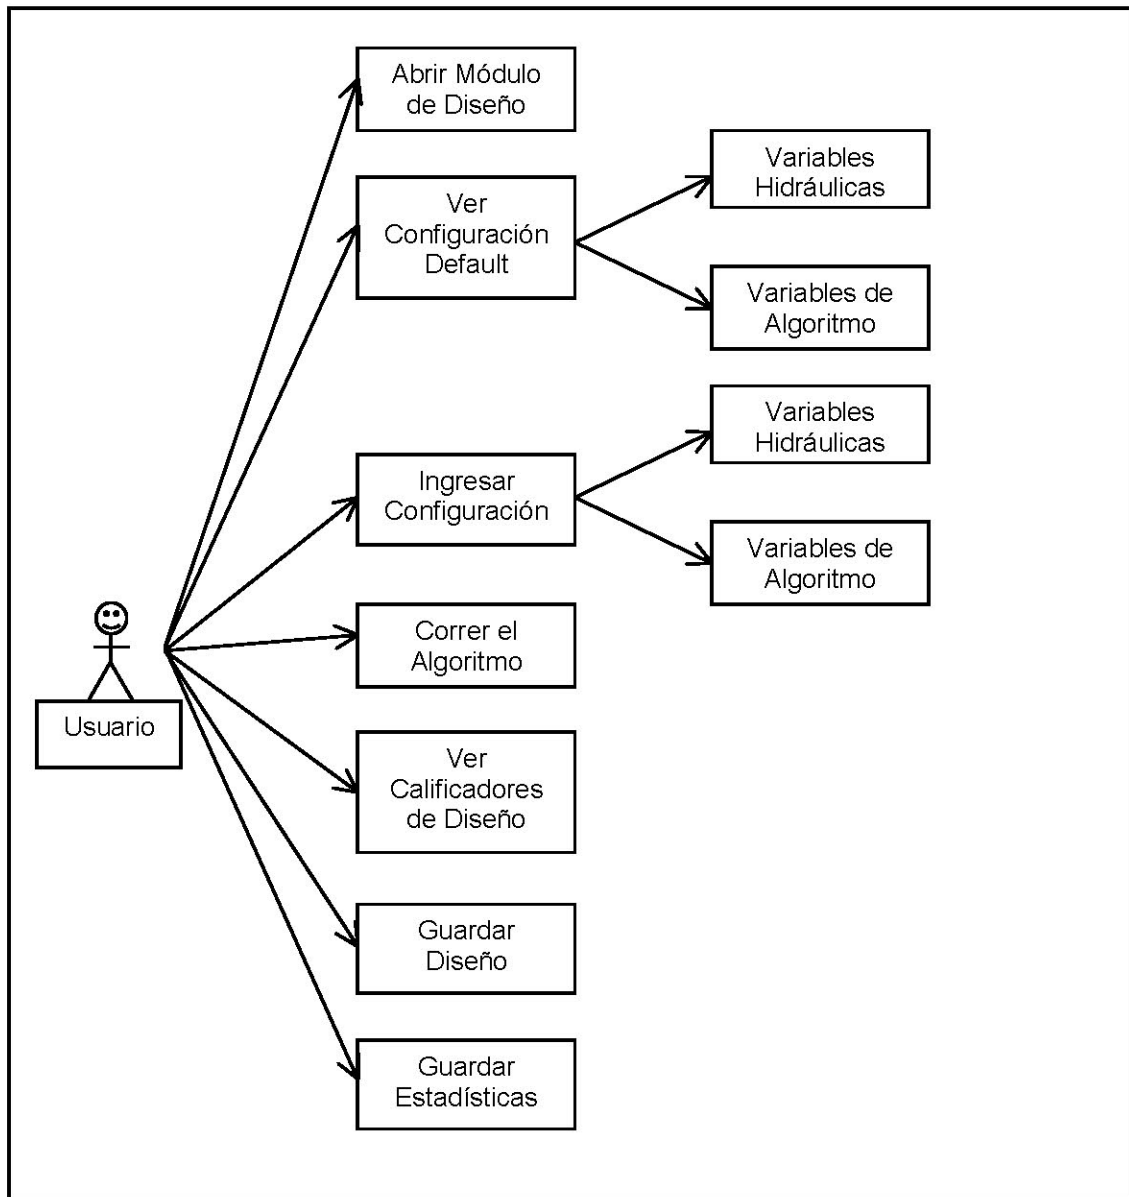 Abrir Módulo
de Diseño
Ver
Configuración
Default
Variables
Hidráulicas
Variables de
Algoritmo
Ingresar
Configuración
Variables
Hidráulicas
Variables de
Algoritmo
Correr el
Algoritmo
Usuario
Ver
Calificadores
de Diseño
Guardar
Diseño
Guardar
Estadísticas